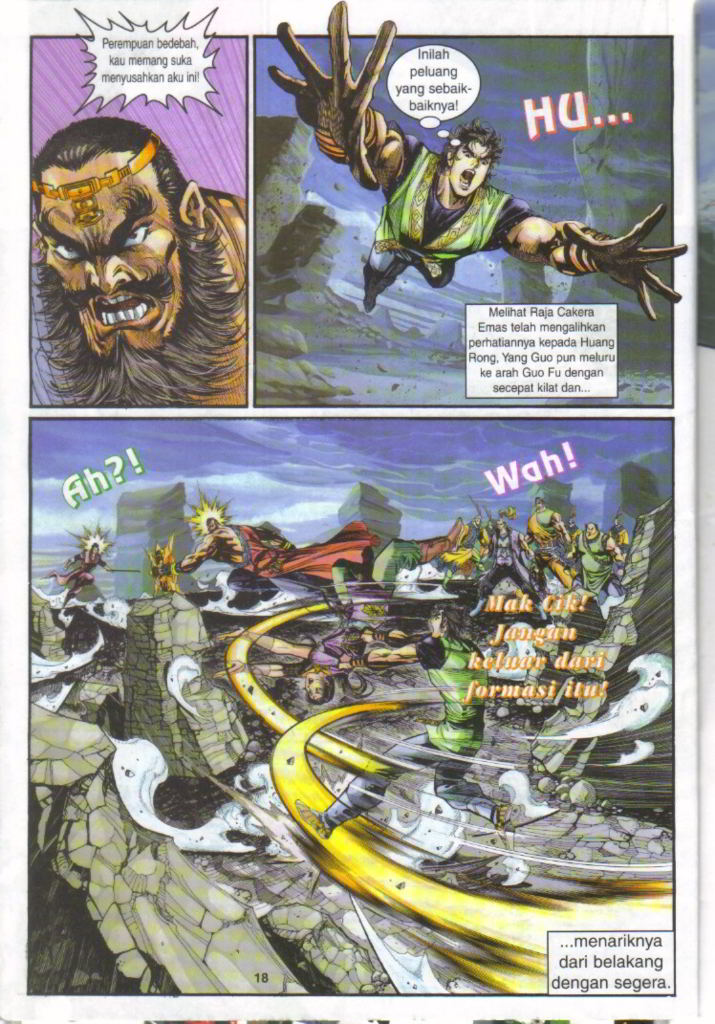 Perempuan bedebah,
kau memang suka
menyusahkan aku ini!
Inilah
peluang
yang sebaik-
baiknya!
HU...
Melihat Raja Cakera
Emas telah mengalihkan
perhatiannya kepada Huang
Rong, Yang Guo pun meluru
ke arah Guo Fu dengan
secepat kilat dan...
Ah?!
Wah!
Mak Cik!
Jangan
keluar dari
formasi itu!
...menariknya
dari belakang
dengan segera.
18